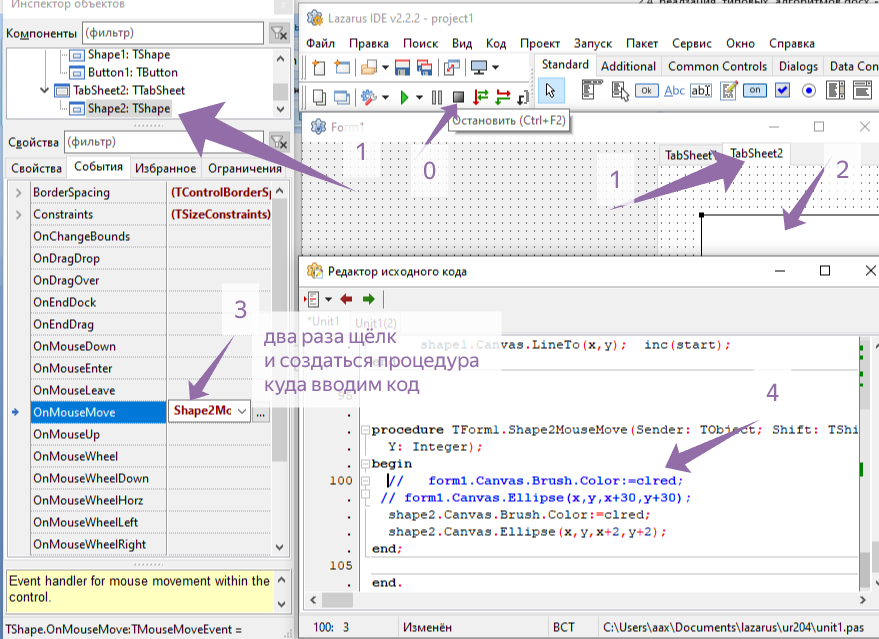 Инспектор объектов
Компоненты (фильтр)
Shape1: TShape
Button1: TButton
TabSheet2: TTabSheet
Shape2: TShape
Свойства (фильтр)
Свойства События Избранное Ограничения
BorderSpacing (TControlBorderSp
Constraints (TSizeConstraints)
OnChangeBounds
OnDragDrop
OnDragOver
OnEndDock
OnEndDrag
OnMouseDown
OnMouseEnter
OnMouseLeave
OnMouseMove Shape2Mo ...
OnMouseUp
OnMouseWheel
OnMouseWheelDown
OnMouseWheelHorz
OnMouseWheelLeft
OnMouseWheelRight
Event handler for mouse movement within the
control.
TShape.OnMouseMove:TMouseMoveEvent =
Lazarus IDE v2.2.2 - project1
Файл Правка Поиск Вид Код Проект Запуск Пакет Сервис Окно Справка
Standard Additional Common Controls Dialogs Data Con
Ok Abc abI on
Остановить (Ctrl+F2)
Form1
TabSheet1 TabSheet2
1
0
1
2
3
4
два раза щёлк
и создаться процедура
куда вводим код
Редактор исходного кода
*Unit1 Unit1(2)
shape1.Canvas.LineTo(x,y); inc(start);
95
procedure TForm1.Shape2MouseMove(Sender: TObject; Shift: TShi
Y: Integer);
begin
100 // form1.Canvas.Brush.Color:=clred;
// form1.Canvas.Ellipse(x,y,x+30,y+30);
shape2.Canvas.Brush.Color:=clred;
shape2.Canvas.Ellipse(x,y,x+2,y+2);
end;
105
end.
100: 3 Изменён ВСТ C:\Users\aax\Documents\lazarus\ur204\unit1.pas